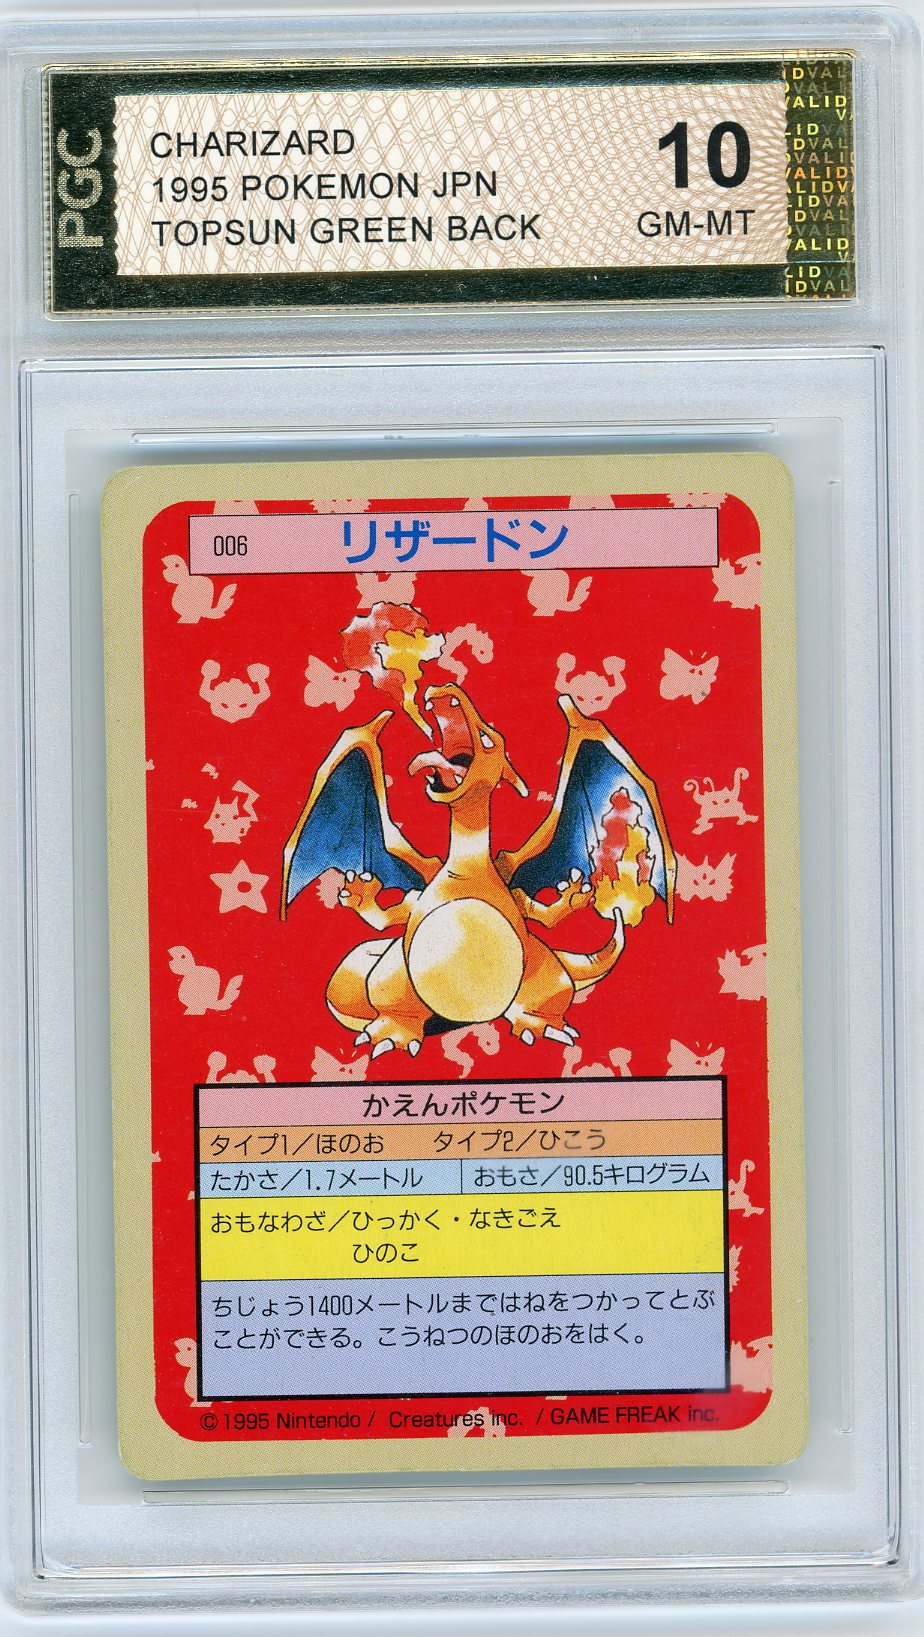 PGC
CHARIZARD
1995 POKEMON JPN
TOPSUN GREEN BACK
10
GM-MT
VALID
006
リザードン
かえんポケモン
タイプ1/ほのお タイプ2/ひこう
たかさ/1.7メートル おもさ/90.5キログラム
おもなわざ/ひっかく・なきごえ
ひのこ
ちじょう1400メートルまではねをつかってとぶ
ことができる。こうねつのほのおをはく。
©1995 Nintendo / Creatures inc. / GAME FREAK inc.